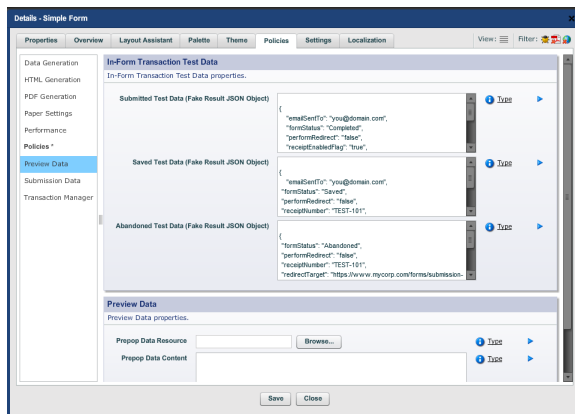 Details - Simple Form
Properties Overview Layout Assistant Palette Theme Policies Settings Localization View: Filter:
Data Generation
HTML Generation
PDF Generation
Paper Settings
Performance
Policies *
Preview Data
Submission Data
Transaction Manager
In-Form Transaction Test Data
In-Form Transaction Test Data properties.
Submitted Test Data (Fake Result JSON Object)
{
"emailSentTo": "you@domain.com",
"formStatus": "Completed",
"performRedirect": "false",
"receiptEnabledFlag": "true",
Type
Saved Test Data (Fake Result JSON Object)
{
"emailSentTo": "you@domain.com",
"formStatus": "Saved",
"performRedirect": "false",
"receiptNumber": "TEST-101",
Type
Abandoned Test Data (Fake Result JSON Object)
{
"formStatus": "Abandoned",
"performRedirect": "false",
"receiptNumber": "TEST-101",
"redirectTarget": "https://www.mycorp.com/forms/submission-
Type
Preview Data
Preview Data properties.
Prepop Data Resource Browse... Type
Prepop Data Content Type
Save Close